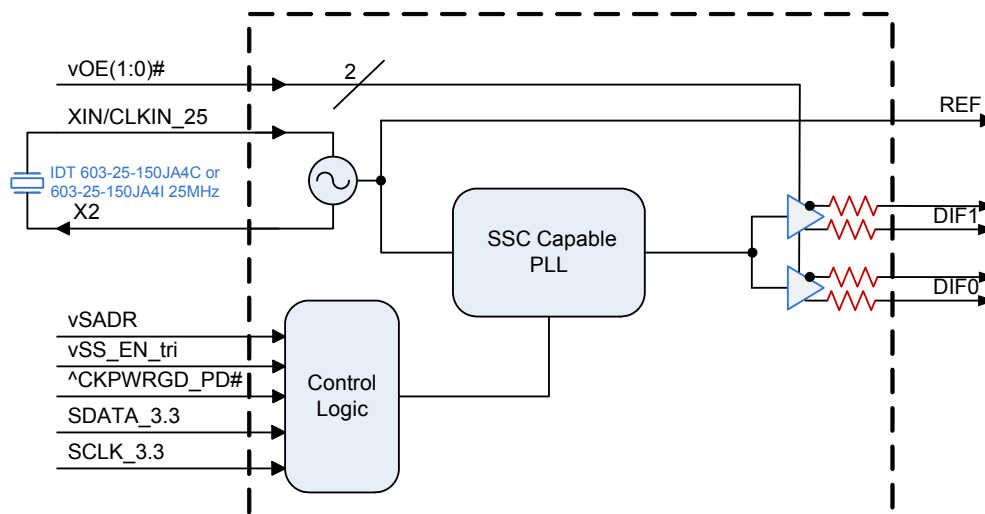 vOE(1:0)#
2
REF
XIN/CLKIN_25
IDT 603-25-150JA4C or
603-25-150JA4I 25MHz
X2
SSC Capable
PLL
DIF1
DIF0
vSADR
vSS_EN_tri
^CKPWRGD_PD#
SDATA_3.3
SCLK_3.3
Control
Logic